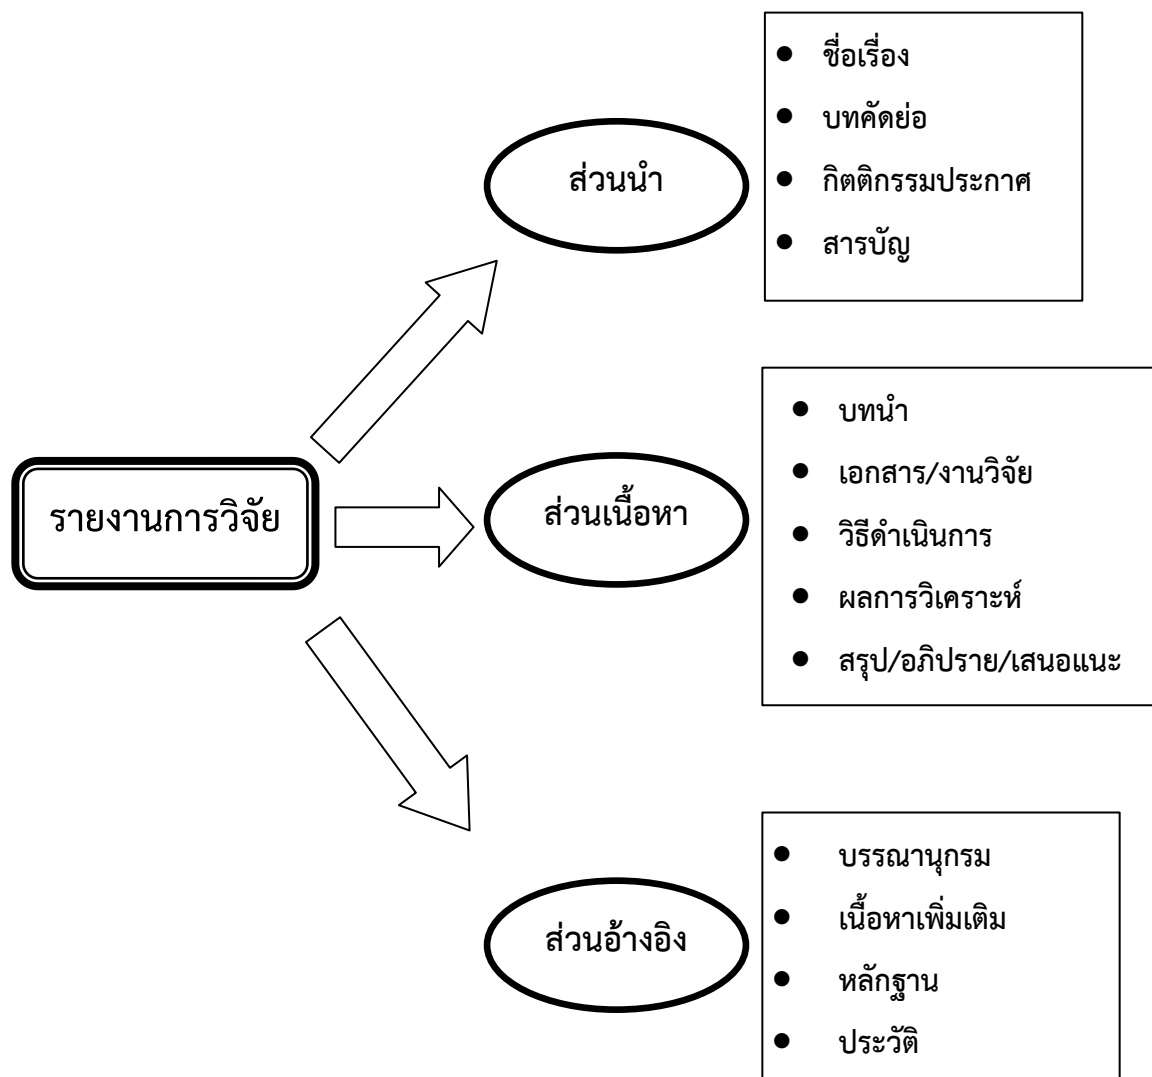 รายงานการวิจัย
ส่วนนำ
● ชื่อเรื่อง
● บทคัดย่อ
● กิตติกรรมประกาศ
● สารบัญ
ส่วนเนื้อหา
● บทนำ
● เอกสาร/งานวิจัย
● วิธีดำเนินการ
● ผลการวิเคราะห์
● สรุป/อภิปราย/เสนอแนะ
ส่วนอ้างอิง
● บรรณานุกรม
● เนื้อหาเพิ่มเติม
● หลักฐาน
● ประวัติ